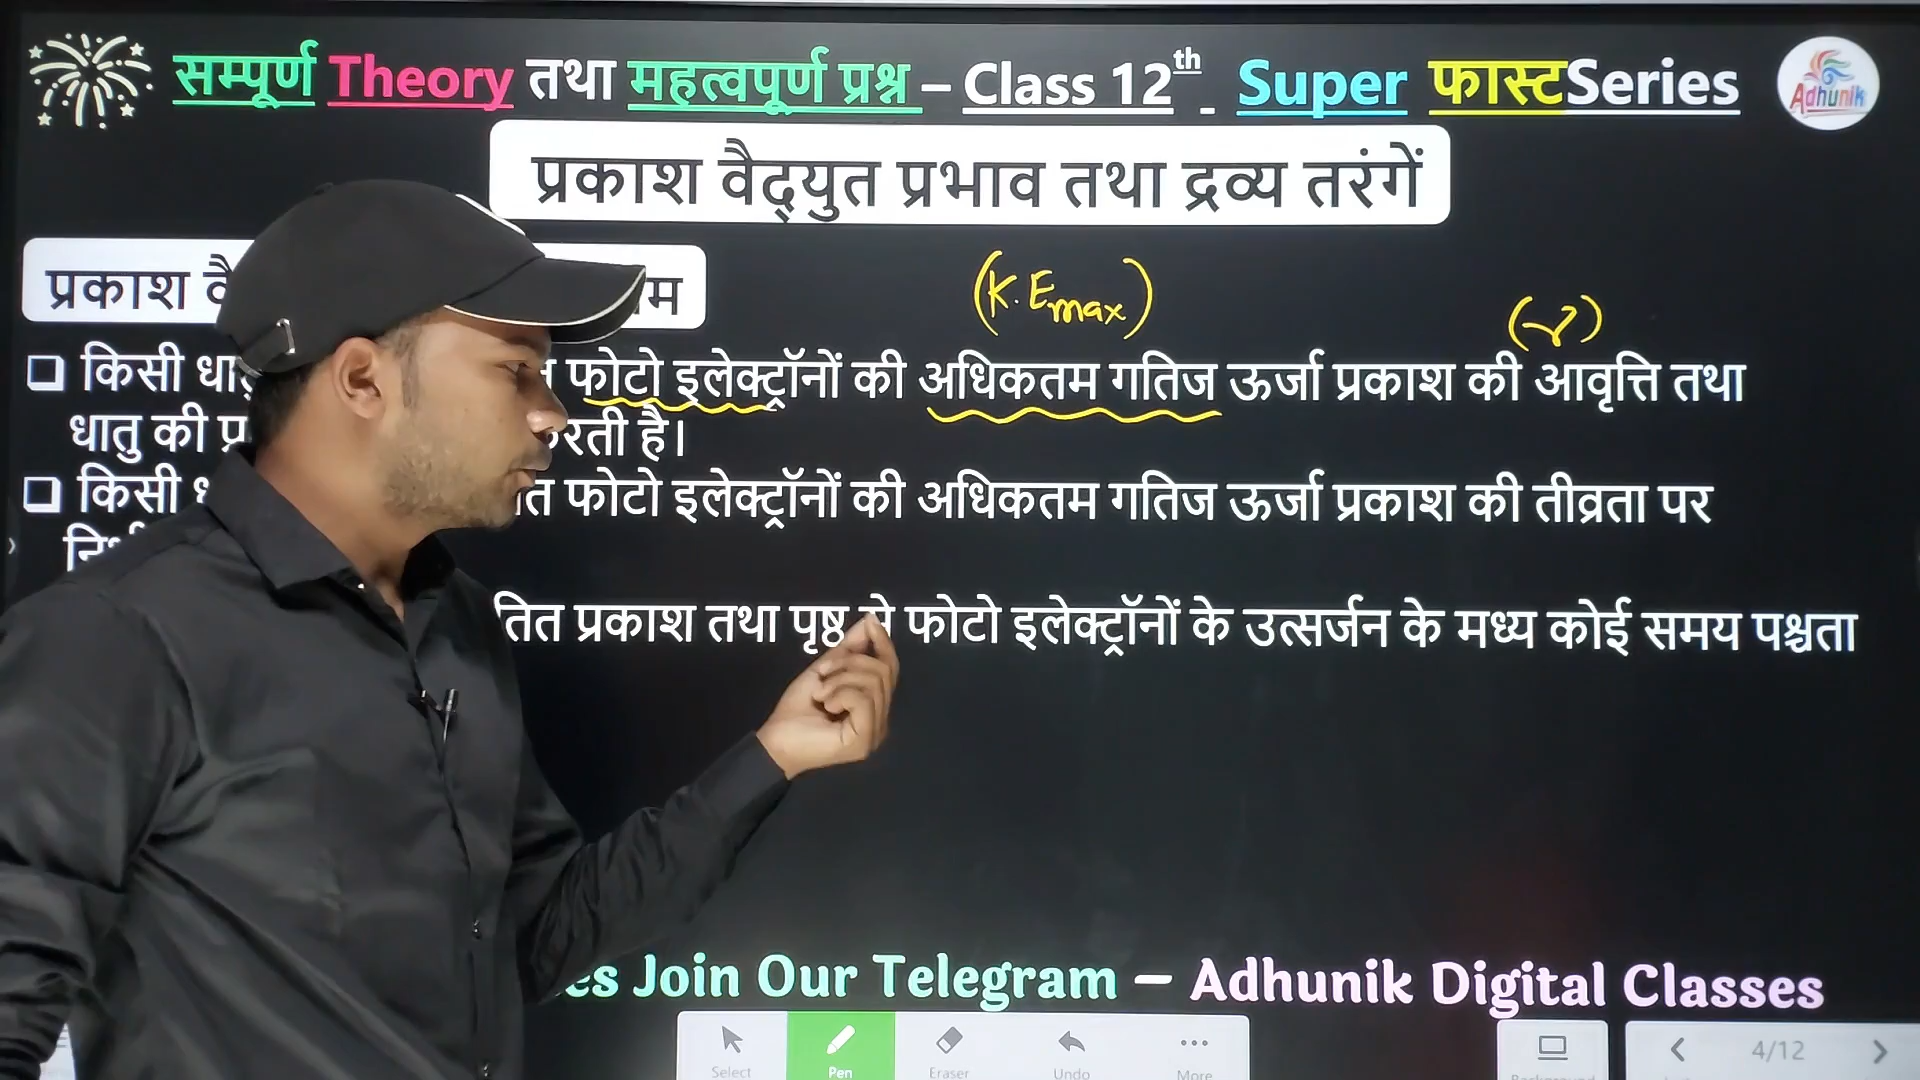 सम्पूर्ण Theory तथा महत्वपूर्ण प्रश्न – Class 12th - Super फास्टSeries
Adhunik
प्रकाश वैद्युत प्रभाव तथा द्रव्य तरंगें
प्रकाश
(K.Emax)
किसी फोटो इलेक्ट्रॉनों की अधिकतम गतिज ऊर्जा प्रकाश की आवृत्ति तथा
धातु की है।
किसी फोटो इलेक्ट्रॉनों की अधिकतम गतिज ऊर्जा प्रकाश की तीव्रता पर
प्रकाश तथा पृष्ठ से फोटो इलेक्ट्रॉनों के उत्सर्जन के मध्य कोई समय पश्चता
Join Our Telegram – Adhunik Digital Classes
Select Pen Eraser Undo More
4/12